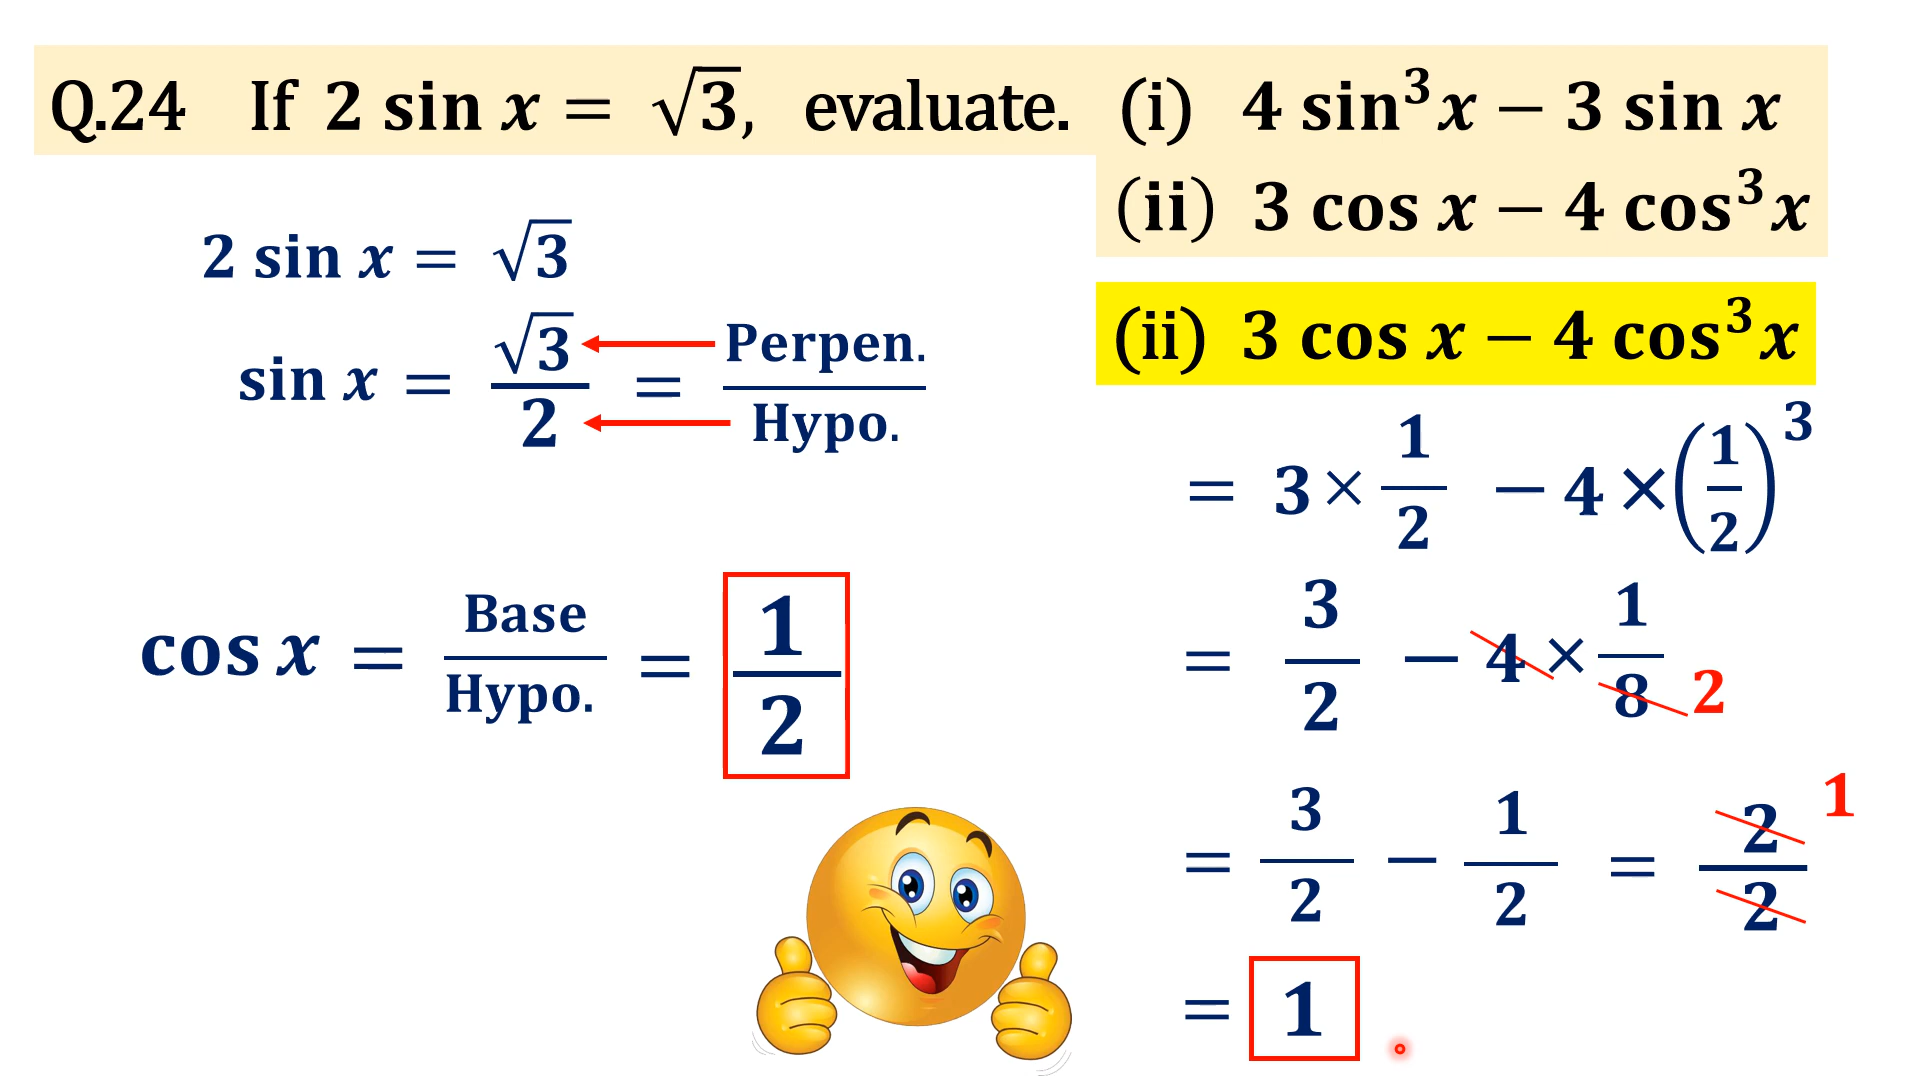 Q.24 If 2 sin x = √3, evaluate. (i) 4 sin³x − 3 sin x
(ii) 3 cos x − 4 cos³x
2 sin x = √3
sin x = √3/2 = Perpen./Hypo.
cos x = Base/Hypo. = 1/2
(ii) 3 cos x − 4 cos³x
= 3 × 1/2 − 4 × (1/2)³
= 3/2 − 4 × 1/8 2
= 3/2 − 1/2 = 2/2 1
= 1